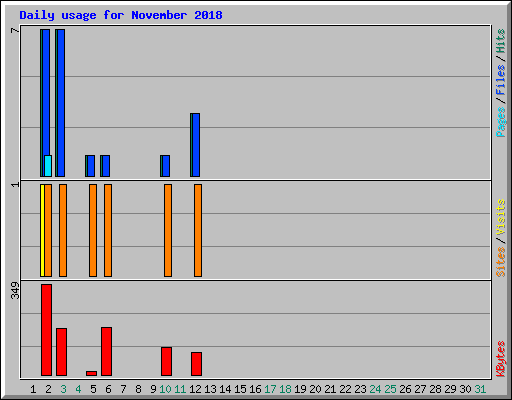 Daily usage for November 2018
7
Pages / Files / Hits
1
Sites / Visits
349
KBytes
1 2 3 4 5 6 7 8 9 10 11 12 13 14 15 16 17 18 19 20 21 22 23 24 25 26 27 28 29 30 31